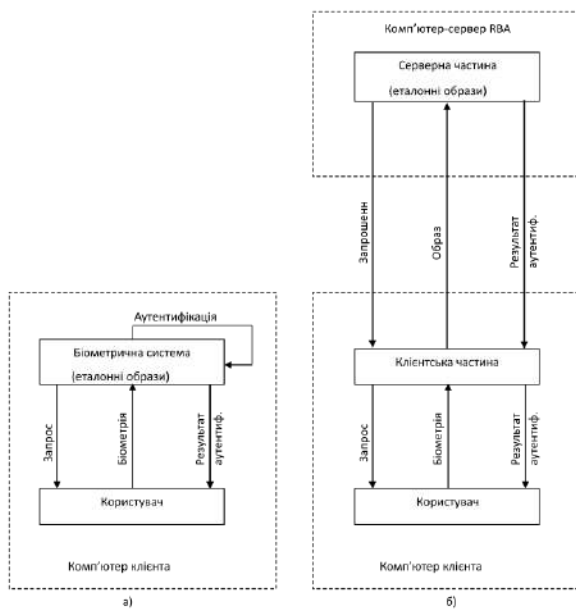 Комп’ютер-сервер RBA
Серверна частина
(еталонні образи)
Запрошенн
Образ
Результат
аутентиф.
Аутентифікація
Біометрична система
(еталонні образи)
Запрос
Біометрія
Результат
аутентиф.
Користувач
Комп’ютер клієнта
а)
Клієнтська частина
Запрос
Біометрія
Результат
аутентиф.
Користувач
Комп’ютер клієнта
б)